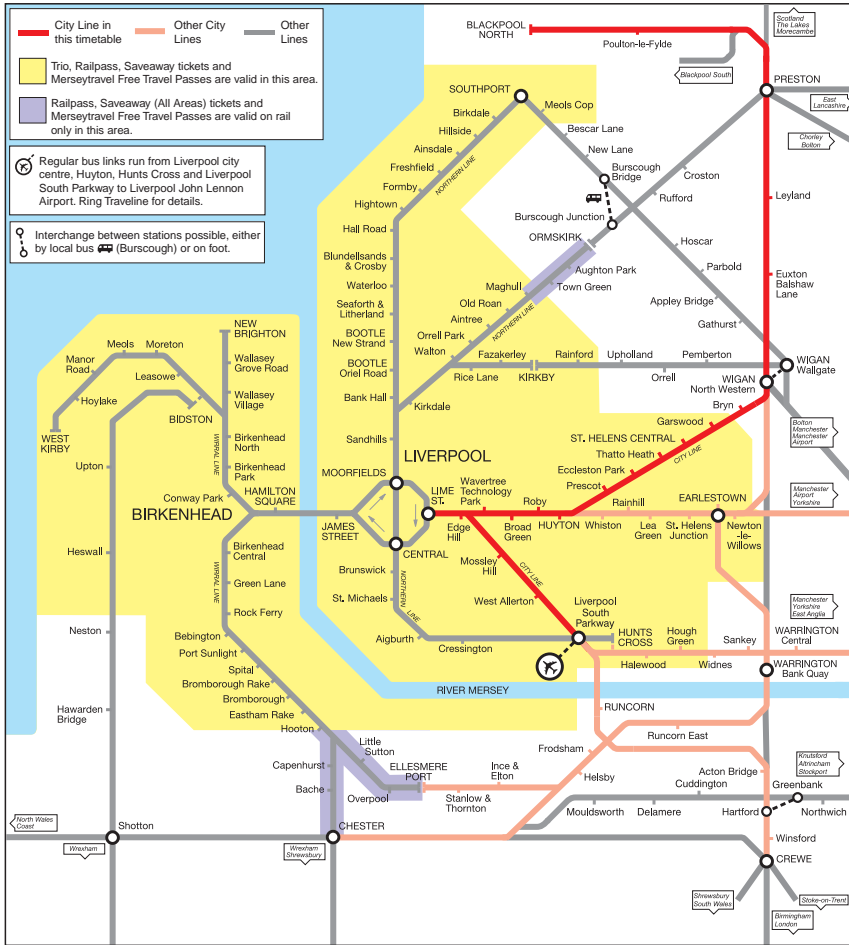 City Line in
this timetable
Other City
Lines
Other
Lines
Trio, Railpass, Saveaway tickets and
Merseytravel Free Travel Passes are valid in this area.
Railpass, Saveaway (All Areas) tickets and
Merseytravel Free Travel Passes are valid on rail
only in this area.
Regular bus links run from Liverpool city
centre, Huyton, Hunts Cross and Liverpool
South Parkway to Liverpool John Lennon
Airport. Ring Traveline for details.
Interchange between stations possible, either
by local bus (Burscough) or on foot.
BLACKPOOL
NORTH
Poulton-le-Fylde
Scotland
The Lakes
Morecambe
Blackpool South
PRESTON
East
Lancashire
Chorley
Bolton
SOUTHPORT
Meols Cop
Birkdale
Hillside
Ainsdale
Freshfield
Formby
Hightown
NORTHERN LINE
Bescar Lane
New Lane
Burscough
Bridge
Croston
Rufford
Burscough Junction
Leyland
Hall Road
ORMSKIRK
Hoscar
Blundellsands
& Crosby
Aughton Park
Parbold
Waterloo
Maghull
Town Green
Euxton
Balshaw
Lane
Seaforth &
Litherland
Old Roan
Aintree
Appley Bridge
NORTHERN LINE
Gathurst
BOOTLE
New Strand
Orrell Park
Walton
Fazakerley
Rainford
Upholland
Pemberton
WIGAN
Wallgate
BOOTLE
Oriel Road
Rice Lane
KIRKBY
Orrell
WIGAN
North Western
Bank Hall
Kirkdale
Bryn
Sandhills
Garswood
ST. HELENS CENTRAL
Thatto Heath
Eccleston Park
Prescot
CITY LINE
Bolton
Manchester
Manchester
Airport
NEW
BRIGHTON
Meols
Moreton
Manor
Road
Wallasey
Grove Road
Leasowe
Hoylake
Wallasey
Village
BIDSTON
WEST
KIRBY
Birkenhead
North
WIRRAL LINE
Upton
Birkenhead
Park
Conway Park
HAMILTON
SQUARE
BIRKENHEAD
LIVERPOOL
MOORFIELDS
LIME
ST.
Wavertree
Technology
Park
Roby
Rainhill
EARLESTOWN
Manchester
Airport
Yorkshire
JAMES
STREET
Edge
Hill
Broad
Green
HUYTON
Whiston
Lea
Green
St. Helens
Junction
Newton
-le-
Willows
CENTRAL
Mossley
Hill
CITY LINE
Heswall
Birkenhead
Central
Brunswick
WIRRAL LINE
Green Lane
St. Michaels
NORTHERN
LINE
West Allerton
Liverpool
South
Parkway
Manchester
Yorkshire
East Anglia
Rock Ferry
Aigburth
Cressington
HUNTS
CROSS
Hough
Green
Sankey
WARRINGTON
Central
Neston
Bebington
Port Sunlight
Halewood
Widnes
Spital
WARRINGTON
Bank Quay
Bromborough Rake
Bromborough
RIVER MERSEY
Hawarden
Bridge
Eastham Rake
RUNCORN
Hooton
Runcorn East
Little
Sutton
Frodsham
Capenhurst
ELLESMERE
PORT
Ince &
Elton
Helsby
Acton Bridge
Knutsford
Altrincham
Stockport
Bache
Overpool
Stanlow &
Thornton
Cuddington
Greenbank
Mouldsworth
Delamere
Hartford
Northwich
North Wales
Coast
Shotton
CHESTER
Winsford
Wrexham
Wrexham
Shrewsbury
CREWE
Shrewsbury
South Wales
Stoke-on-Trent
Birmingham
London